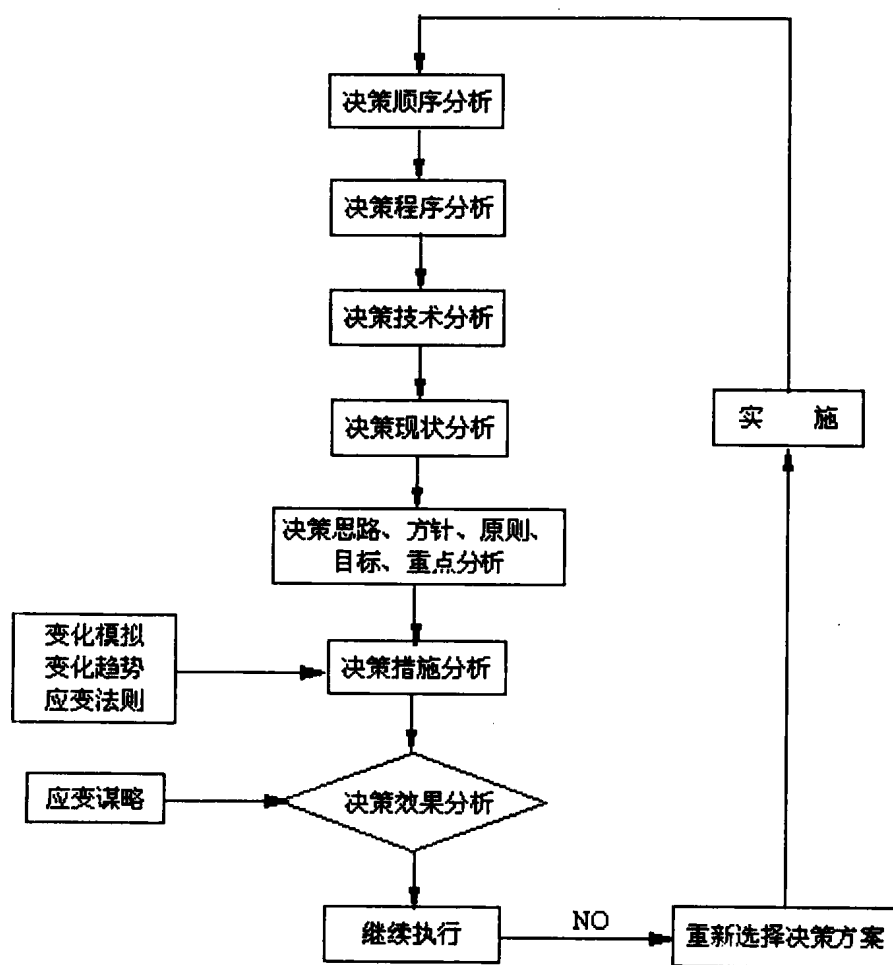 决策顺序分析
决策程序分析
决策技术分析
决策现状分析
实 施
决策思路、方针、原则、
目标、重点分析
变化模拟
变化趋势
应变法则
决策措施分析
应变谋略
决策效果分析
继续执行
NO
重新选择决策方案